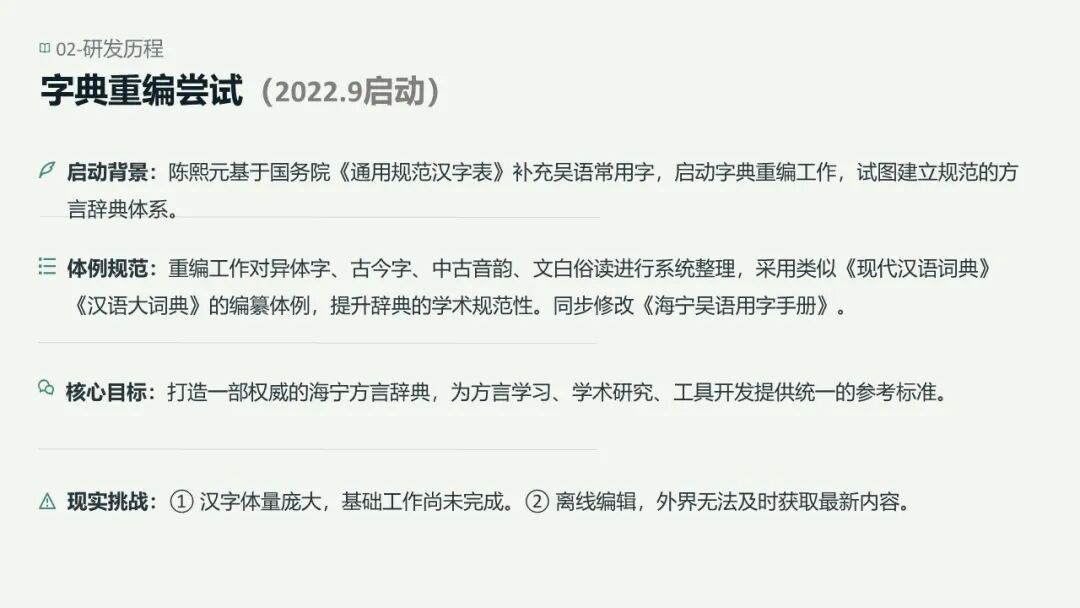 02-研发历程
字典重编尝试（2022.9启动）
启动背景：陈熙元基于国务院《通用规范汉字表》补充吴语常用字，启动字典重编工作，试图建立规范的方
言辞典体系。
体例规范：重编工作对异体字、古今字、中古音韵、文白俗读进行系统整理，采用类似《现代汉语词典》
《汉语大词典》的编纂体例，提升辞典的学术规范性。同步修改《海宁吴语用字手册》。
核心目标：打造一部权威的海宁方言辞典，为方言学习、学术研究、工具开发提供统一的参考标准。
现实挑战：① 汉字体量庞大，基础工作尚未完成。② 离线编辑，外界无法及时获取最新内容。